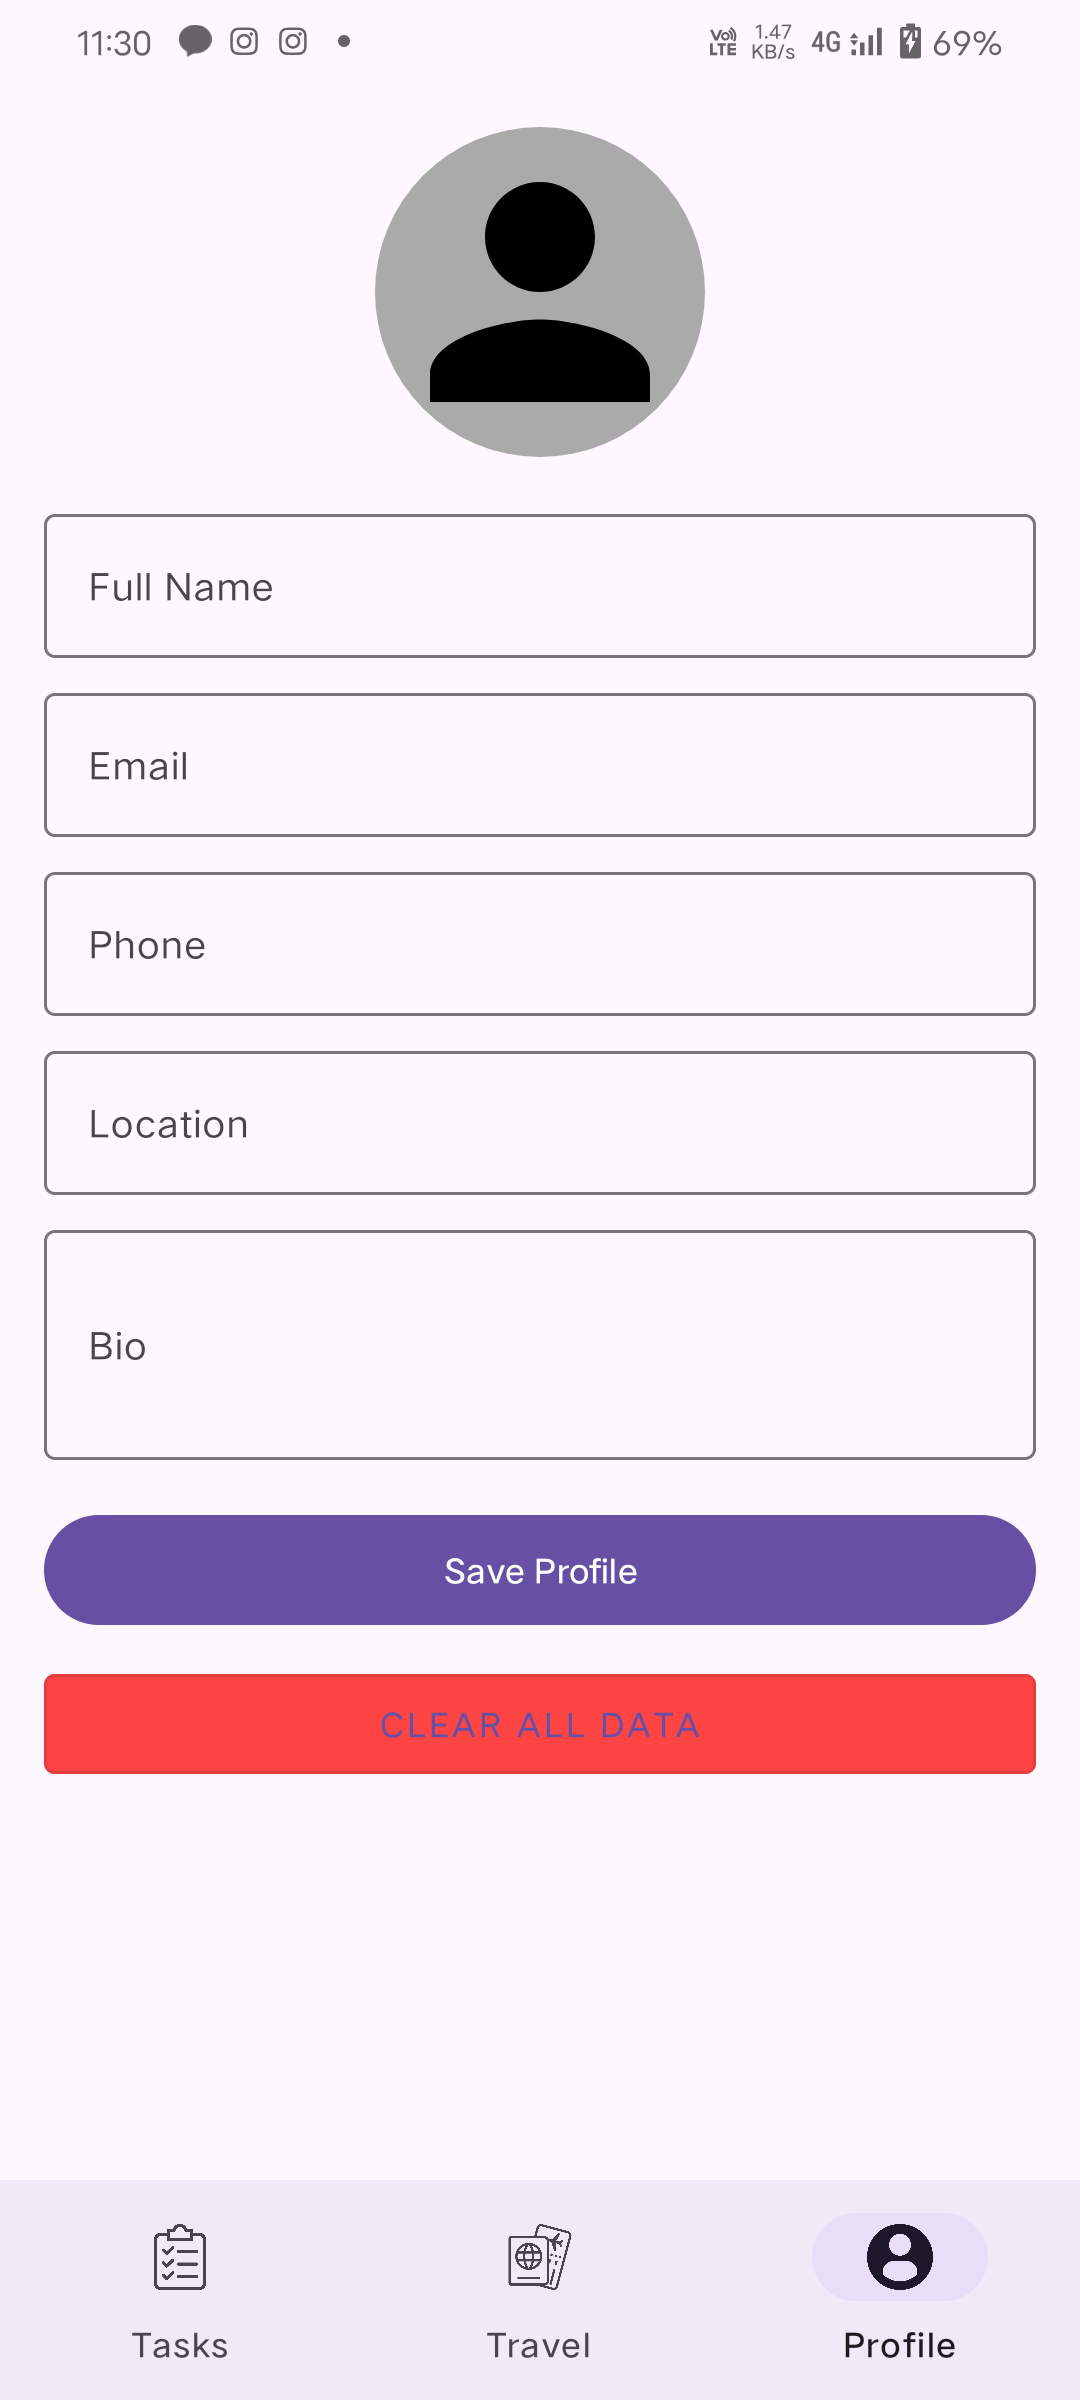 11:30
Vo LTE 1.47 KB/s 4G 69%
Full Name
Email
Phone
Location
Bio
Save Profile
CLEAR ALL DATA
Tasks Travel Profile